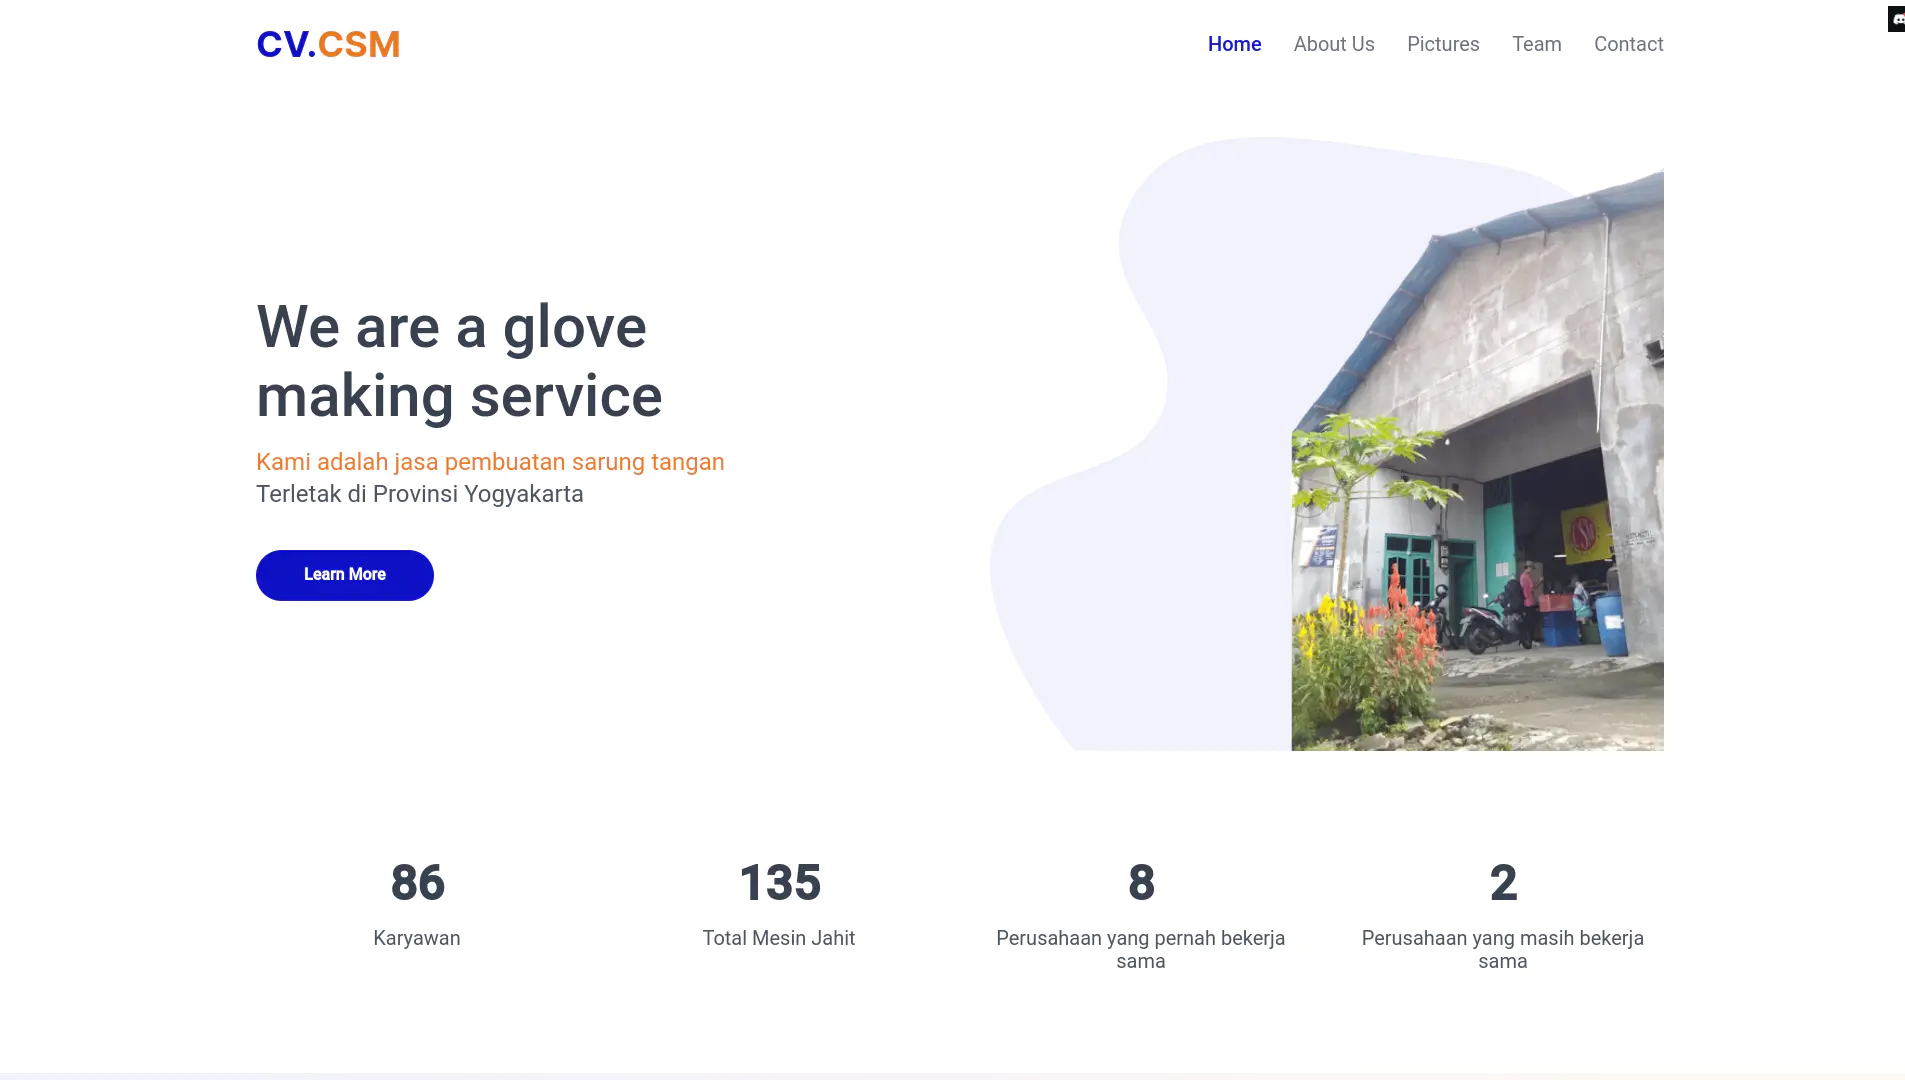 CV.CSM
Home
About Us
Pictures
Team
Contact
We are a glove
making service
Kami adalah jasa pembuatan sarung tangan
Terletak di Provinsi Yogyakarta
Learn More
CSM
86
135
8
2
Karyawan
Total Mesin Jahit
Perusahaan yang pernah bekerja
sama
Perusahaan yang masih bekerja
sama